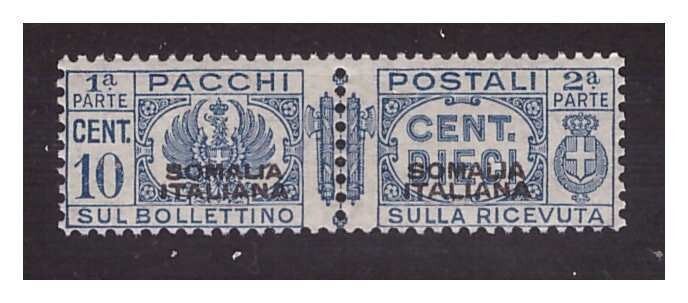 1ª PARTE PACCHI POSTALI 2ª PARTE
CENT. 10 CENT. DIECI
SOMALIA ITALIANA SOMALIA ITALIANA
SUL BOLLETTINO SULLA RICEVUTA